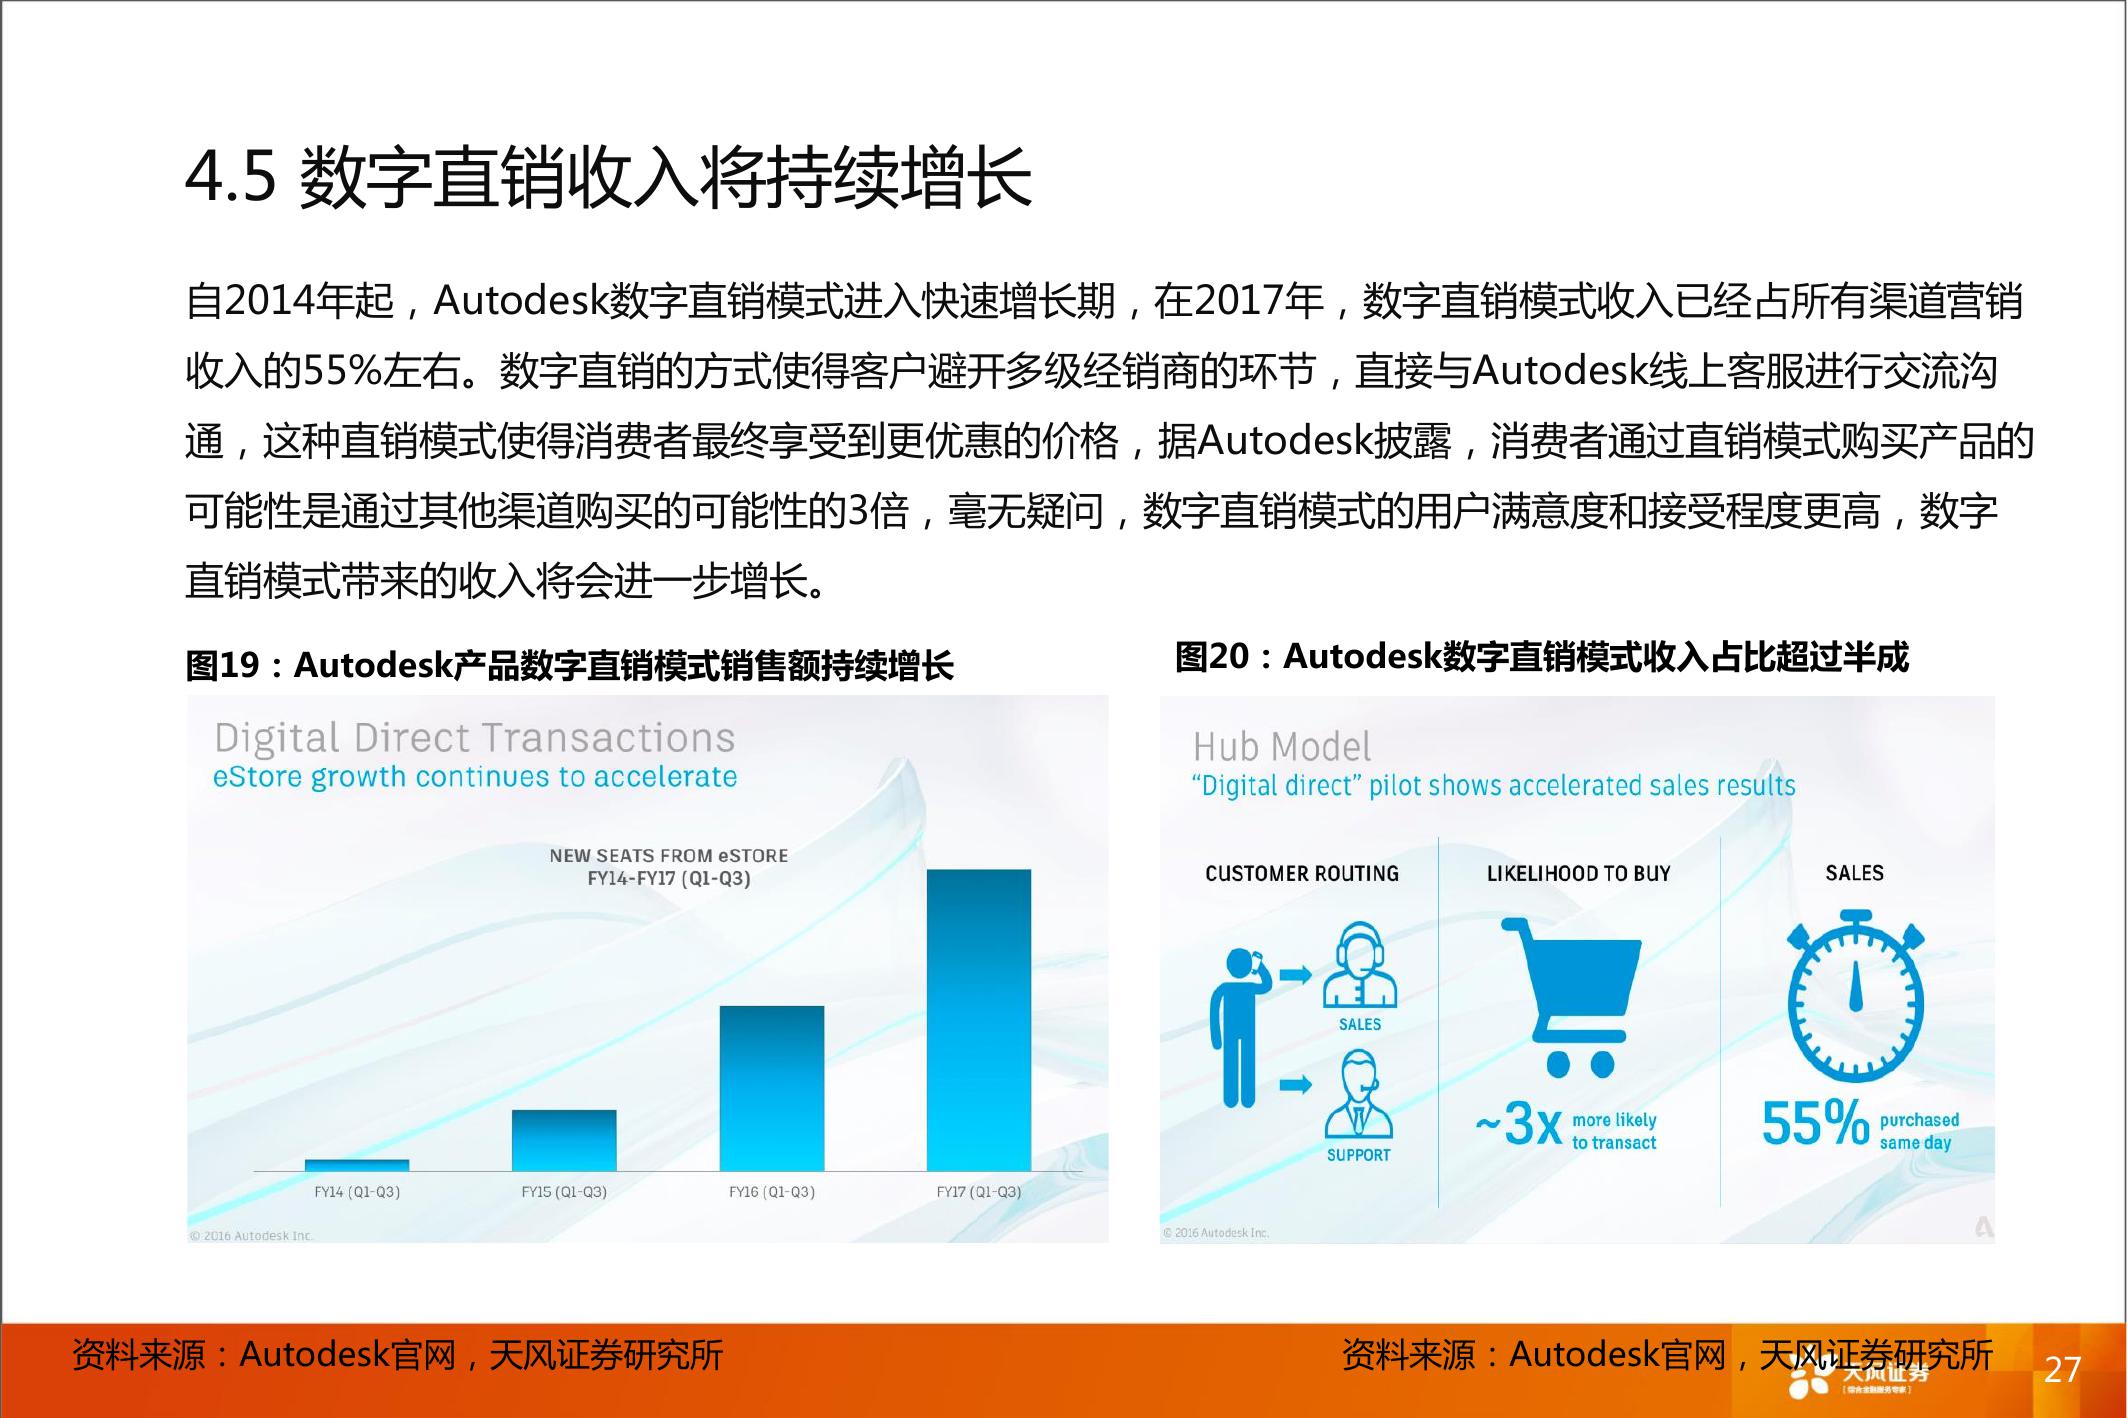 4.5 数字直销收入将持续增长
自2014年起，Autodesk数字直销模式进入快速增长期，在2017年，数字直销模式收入已经占所有渠道营销
收入的55%左右。数字直销的方式使得客户避开多级经销商的环节，直接与Autodesk线上客服进行交流沟
通，这种直销模式使得消费者最终享受到更优惠的价格，据Autodesk披露，消费者通过直销模式购买产品的
可能性是通过其他渠道购买的可能性的3倍，毫无疑问，数字直销模式的用户满意度和接受程度更高，数字
直销模式带来的收入将会进一步增长。
图19：Autodesk产品数字直销模式销售额持续增长
Digital Direct Transactions
eStore growth continues to accelerate
NEW SEATS FROM eSTORE
FY14-FY17 (Q1-Q3)
FY14 (Q1-Q3)
FY15 (Q1-Q3)
FY16 (Q1-Q3)
FY17 (Q1-Q3)
© 2016 Autodesk Inc.
图20：Autodesk数字直销模式收入占比超过半成
Hub Model
“Digital direct” pilot shows accelerated sales results
CUSTOMER ROUTING
SALES
SUPPORT
LIKELIHOOD TO BUY
~3x more likely
to transact
SALES
55% purchased
same day
© 2016 Autodesk Inc.
资料来源：Autodesk官网，天风证券研究所
资料来源：Autodesk官网，天风证券研究所
天风证券
27